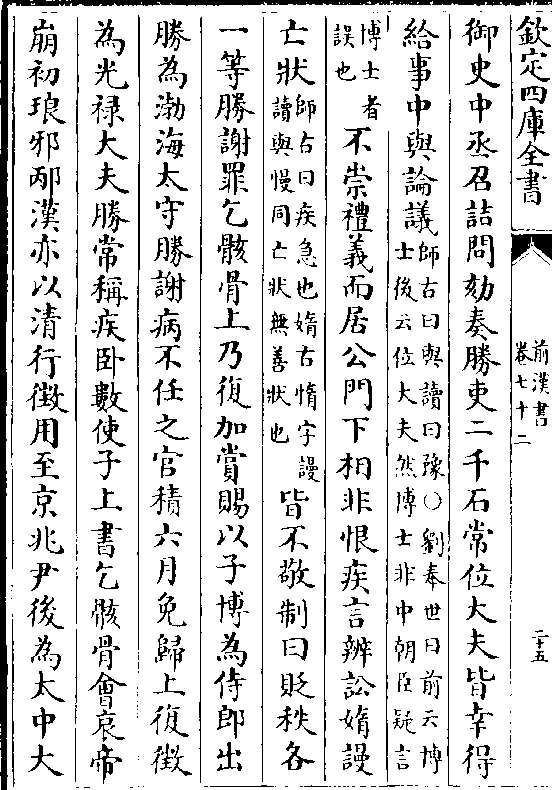 欽定四庫全書
前漢書
卷七十二
二十五
御史中丞召詰問劾奏勝吏二千石常位大夫皆幸得
給事中與論議師古曰與讀曰豫〇劉奉世曰前云博
士後云位大夫然博士非中朝臣疑言
博士者
誤也
不崇禮義而居公門下相非恨疾言辨訟媠謾
亡狀師古曰疾急也媠古惰字謾
讀與慢同亡狀無善狀也
皆不敬制曰貶秩各
一等勝謝罪乞骸骨上乃復加賞賜以子博為侍郎出
勝為渤海太守勝謝病不任之官積六月免歸上復徴
為光禄大夫勝常稱疾卧數使子上書乞骸骨㑹哀帝
崩初琅邪邴漢亦以清行徴用至京兆尹後為太中大